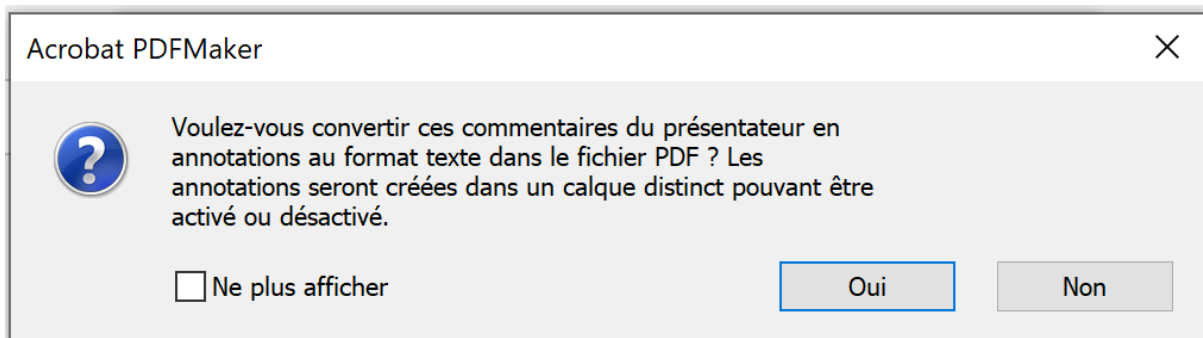 Acrobat PDFMaker
Voulez-vous convertir ces commentaires du présentateur en
annotations au format texte dans le fichier PDF ? Les
annotations seront créées dans un calque distinct pouvant être
activé ou désactivé.
Ne plus afficher
Oui
Non